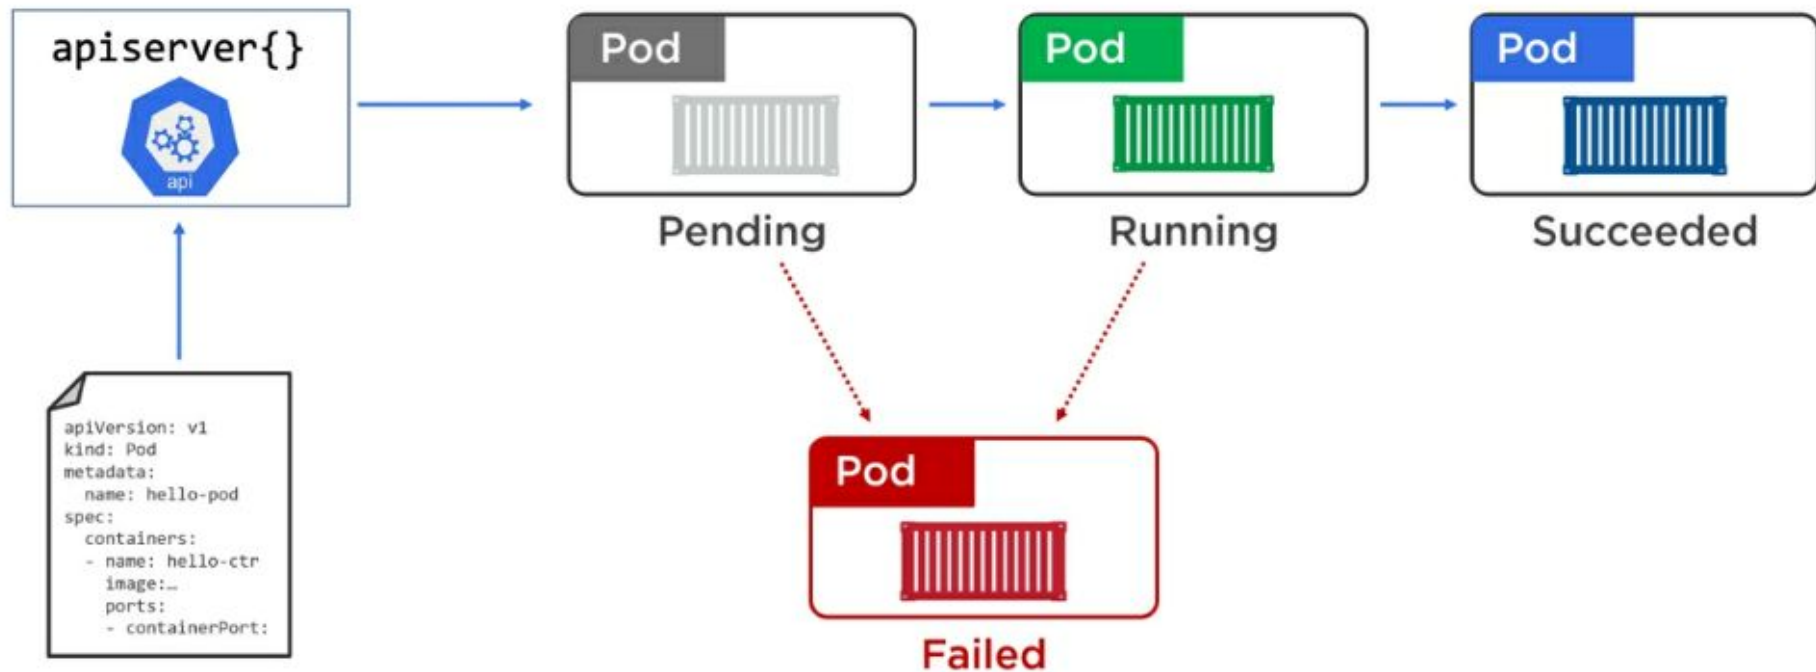 apiserver{}
api
Pod
Pending
Pod
Running
Pod
Succeeded
apiVersion: v1
kind: Pod
metadata:
  name: hello-pod
spec:
  containers:
  - name: hello-ctr
    image:…
    ports:
    - containerPort:
Pod
Failed